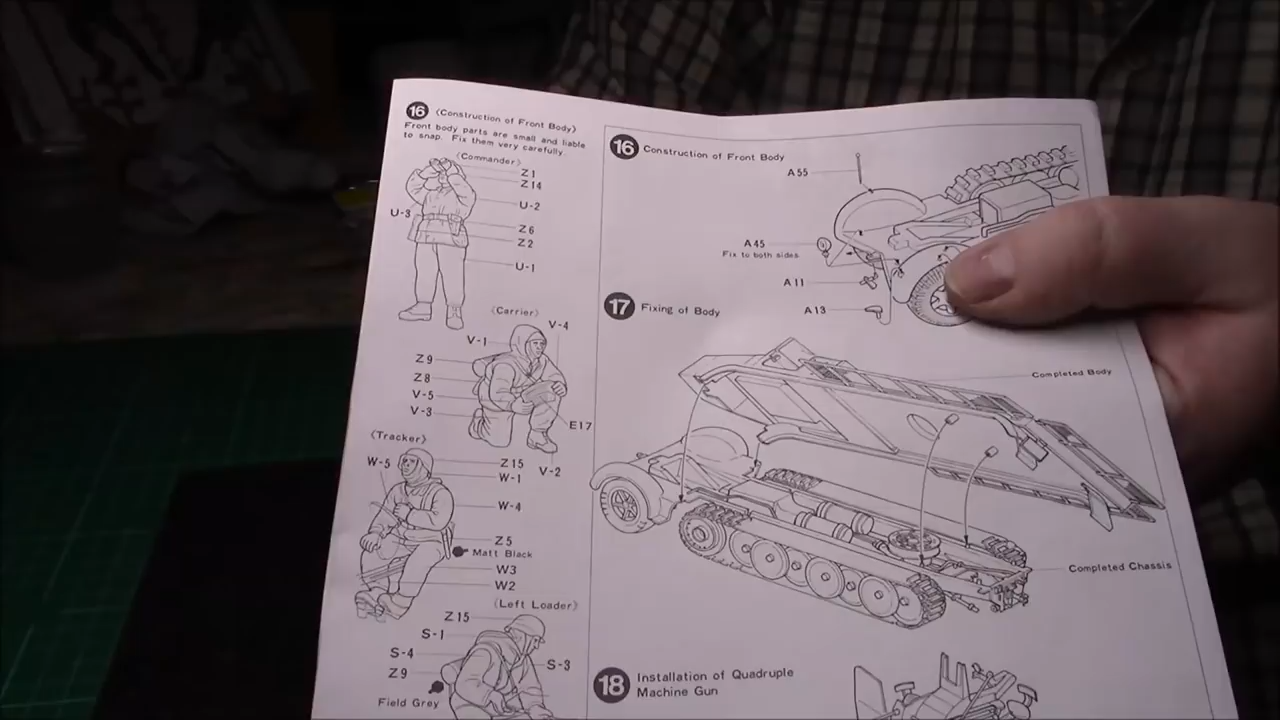 16 (Construction of Front Body)
Front body parts are small and liable
to snap. Fix them very carefully.
(Commander)
Z1
Z14
U-2
U-3
Z6
Z2
U-1
(Carrier)
V-4
V-1
Z9
Z8
V-5
V-3
E17
V-2
(Tracker)
W-5
Z15
W-1
W-4
Z5
Matt Black
W3
W2
(Left Loader)
Z15
S-1
S-4
S-3
Z9
Field Grey
16 Construction of Front Body
A55
A45
Fix to both sides
A11
A13
17 Fixing of Body
Completed Body
Completed Chassis
18 Installation of Quadruple
Machine Gun